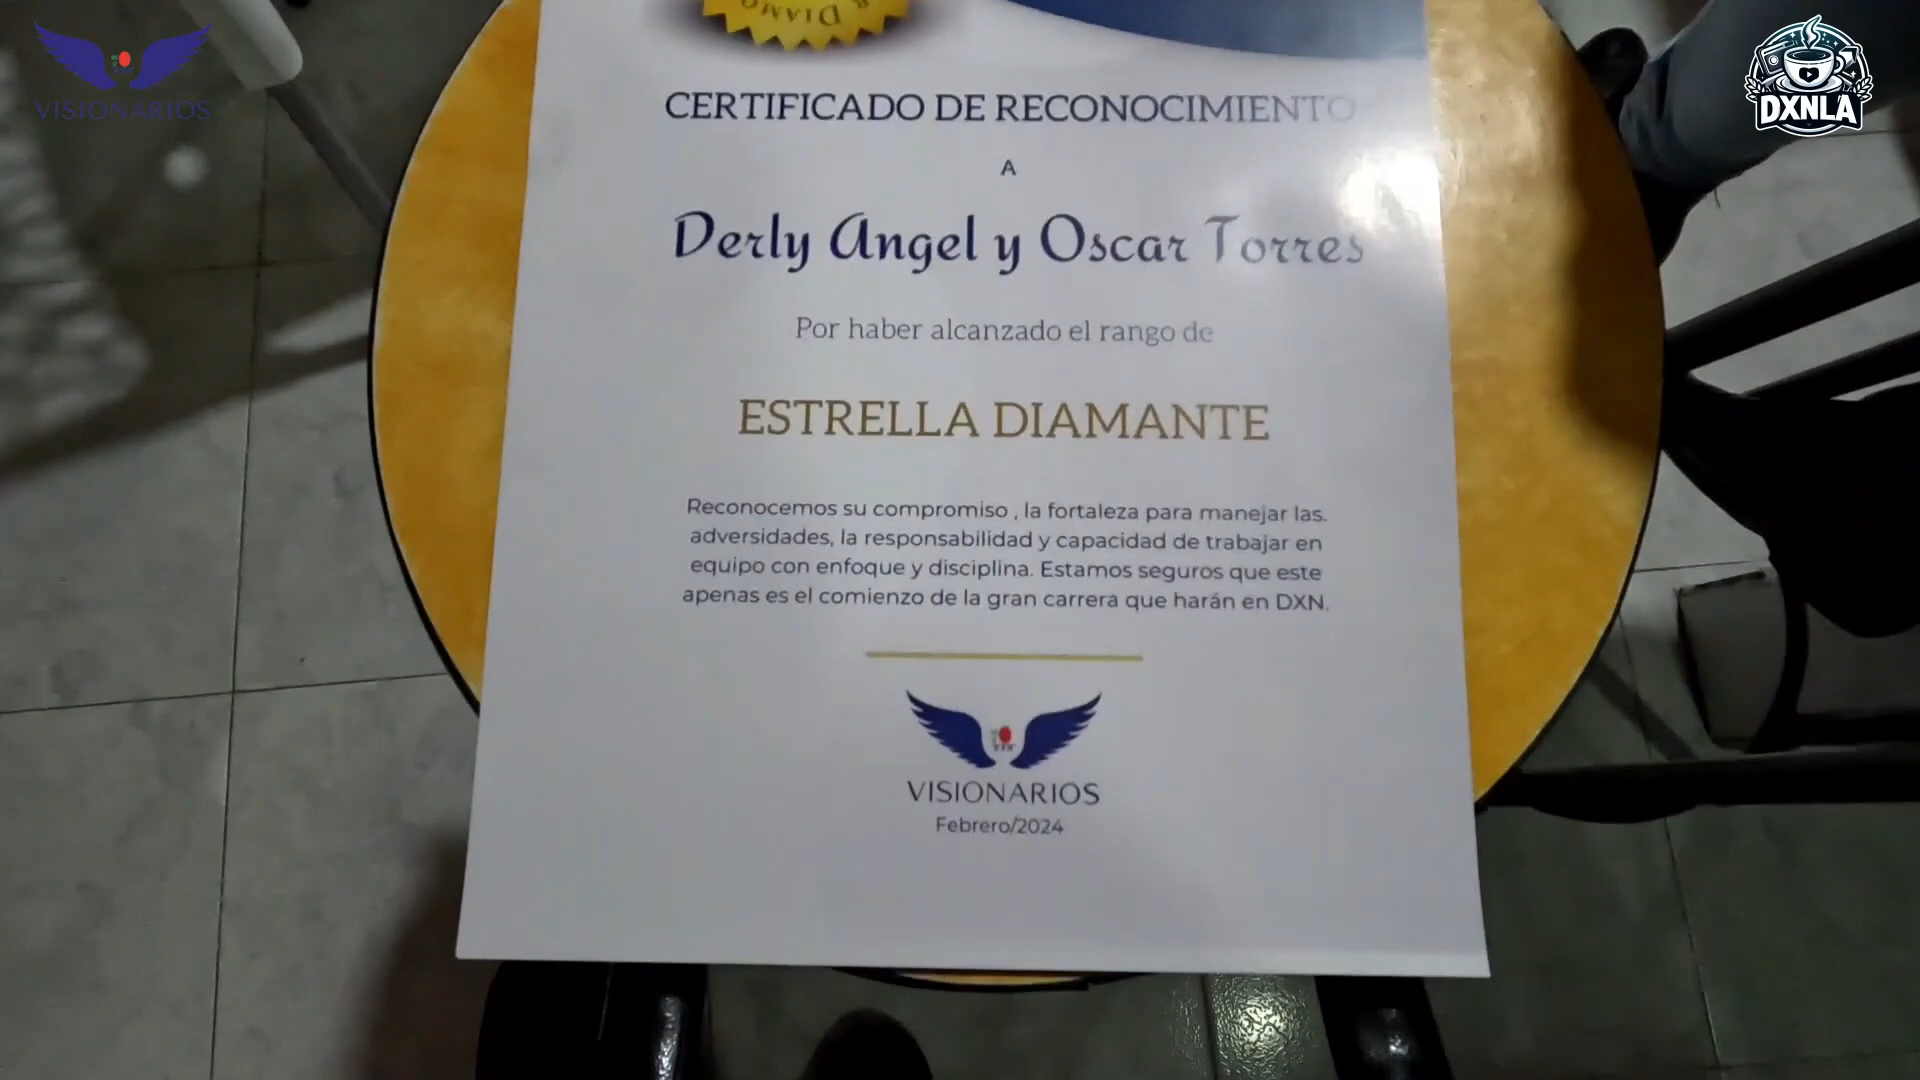 VISIONARIOS
DXNLA
CERTIFICADO DE RECONOCIMIENTO
A
Derly Angel y Oscar Torres
Por haber alcanzado el rango de
ESTRELLA DIAMANTE
Reconocemos su compromiso , la fortaleza para manejar las.
adversidades, la responsabilidad y capacidad de trabajar en
equipo con enfoque y disciplina. Estamos seguros que este
apenas es el comienzo de la gran carrera que harán en DXN.
VISIONARIOS
Febrero/2024